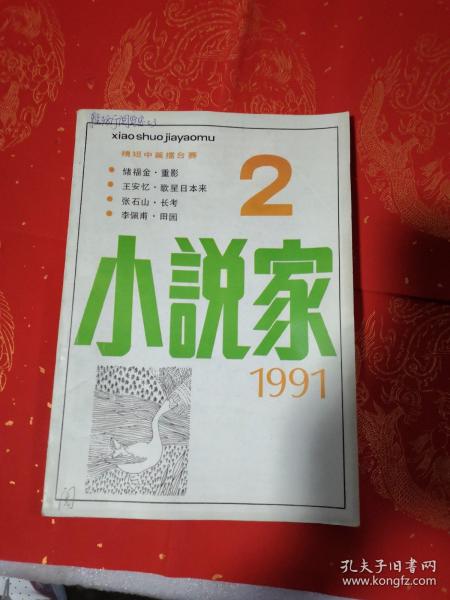 xiao shuo jiayaomu
精短中篇擂台赛
2
• 储福金·重影
• 王安忆·歌星日本来
• 张石山·长考
• 李佩甫·田园
小説家
1991
孔夫子旧书网
www.kongfz.com